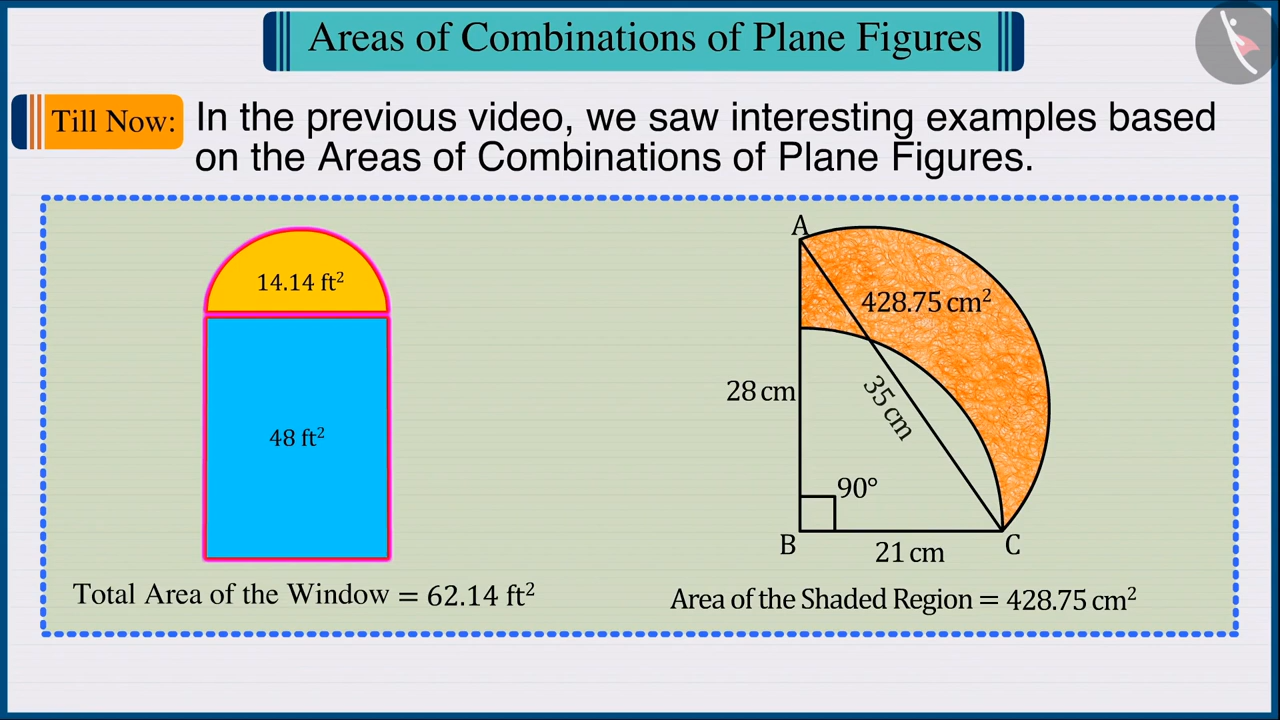 Areas of Combinations of Plane Figures
Till Now: In the previous video, we saw interesting examples based
on the Areas of Combinations of Plane Figures.
14.14 ft²
48 ft²
Total Area of the Window = 62.14 ft²
A
428.75 cm²
28 cm
35 cm
90°
B
21 cm
C
Area of the Shaded Region = 428.75 cm²